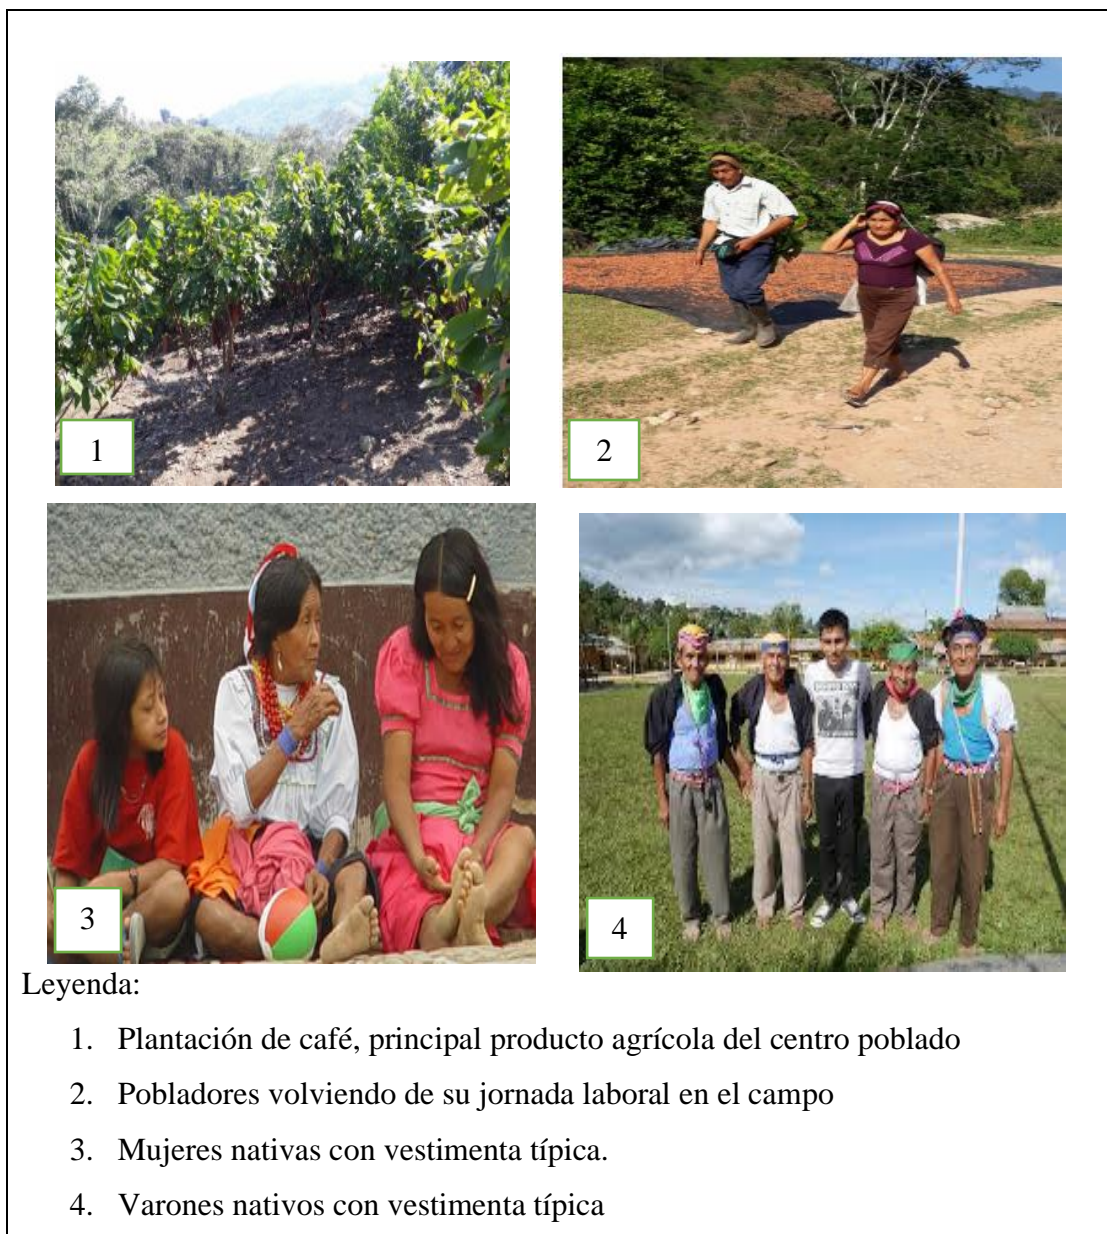 1
2
3
4
Leyenda:
1. Plantación de café, principal producto agrícola del centro poblado
2. Pobladores volviendo de su jornada laboral en el campo
3. Mujeres nativas con vestimenta típica.
4. Varones nativos con vestimenta típica